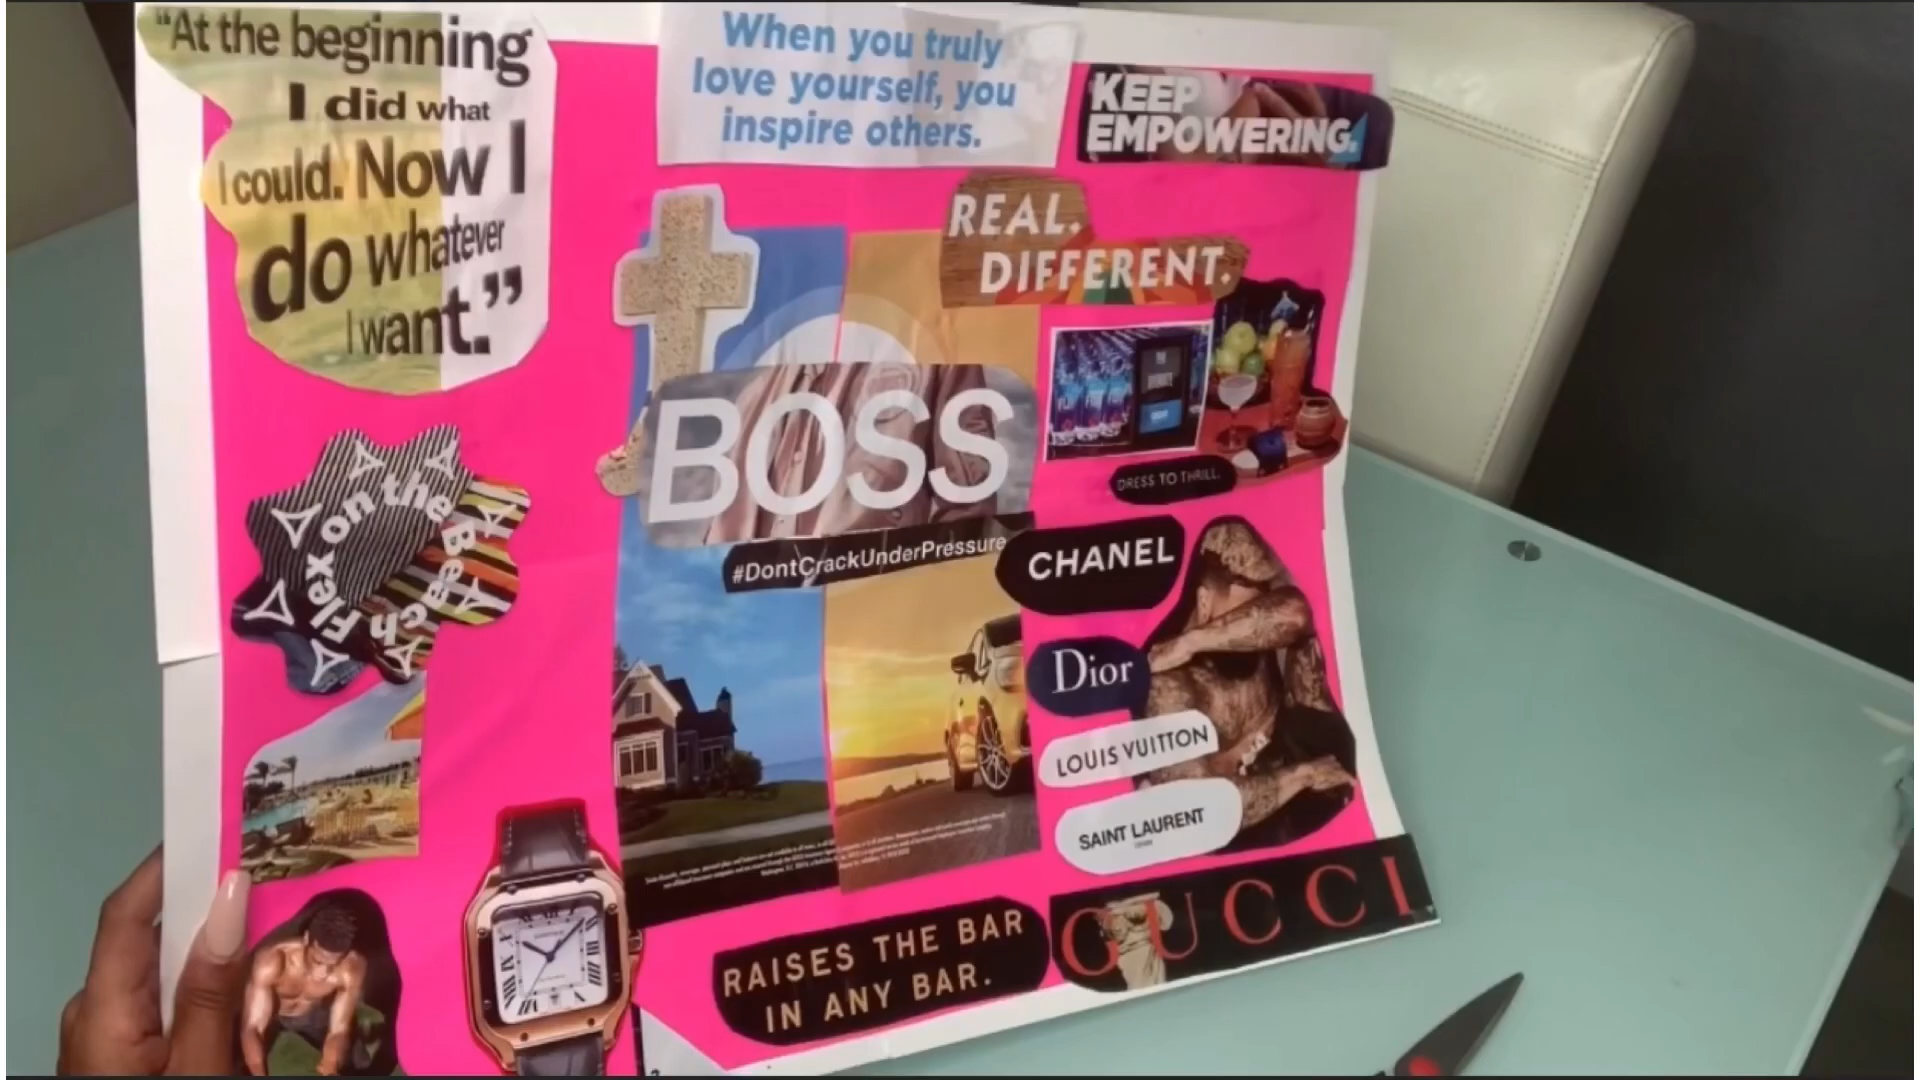 "At the beginning
I did what
I could. Now I
do whatever
I want."
When you truly
love yourself, you
inspire others.
KEEP
EMPOWERING.
REAL.
DIFFERENT.
BOSS
DRESS TO THRILL.
#DontCrackUnderPressure
Flex on the Beach
CHANEL
Dior
LOUIS VUITTON
SAINT LAURENT
GUCCI
RAISES THE BAR
IN ANY BAR.